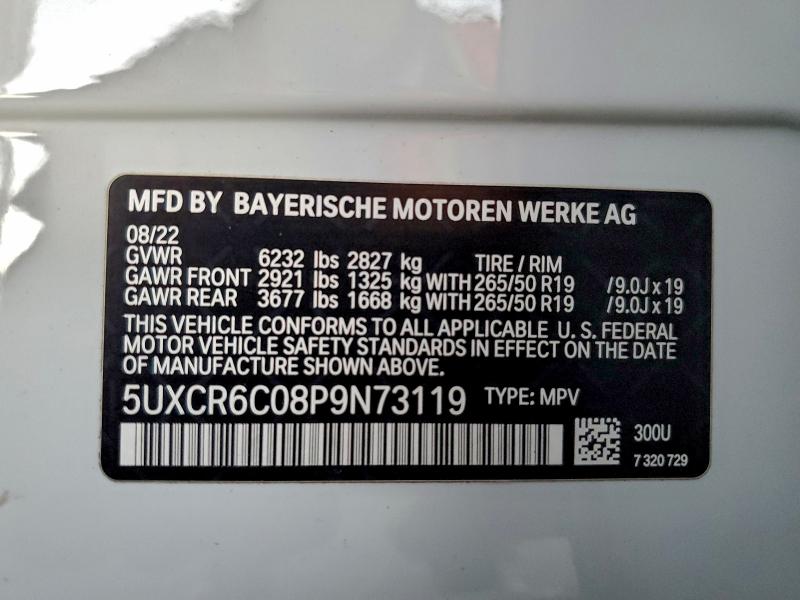 MFD BY BAYERISCHE MOTOREN WERKE AG
08/22
GVWR 6232 lbs 2827 kg TIRE / RIM
GAWR FRONT 2921 lbs 1325 kg WITH 265/50 R19 /9.0J x 19
GAWR REAR 3677 lbs 1668 kg WITH 265/50 R19 /9.0J x 19
THIS VEHICLE CONFORMS TO ALL APPLICABLE U. S. FEDERAL
MOTOR VEHICLE SAFETY STANDARDS IN EFFECT ON THE DATE
OF MANUFACTURE SHOWN ABOVE.
5UXCR6C08P9N73119 TYPE: MPV
300U
7 320 729